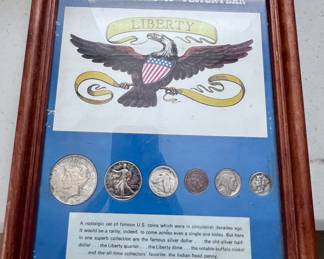 YESTERYEAR
LIBERTY
A nostalgic set of famous U.S. coins which were in circulation decades ago.
It would be a rarity, indeed, to come across even a single one today. But here
in one superb collection are the famous silver dollar . . . the old silver half-
dollar . . . the Liberty quarter . . . the Liberty dime . . . the notable buffalo nickel
and the all-time collectors' favorite, the Indian head penny.